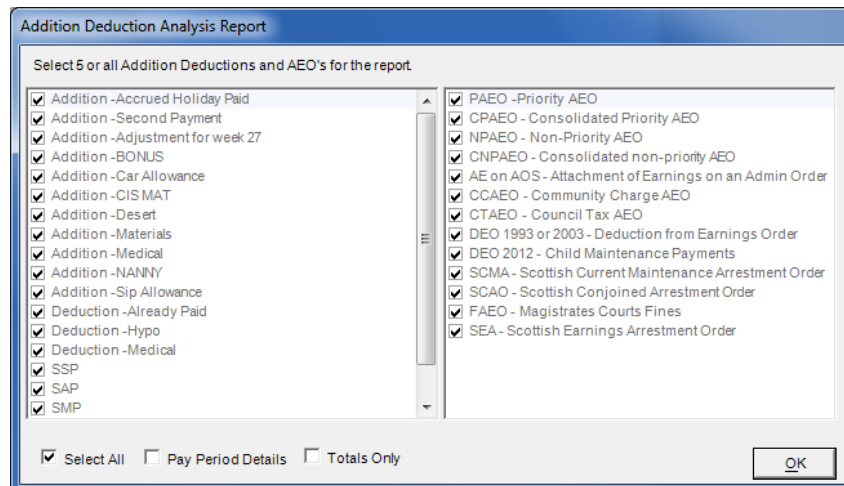 Addition Deduction Analysis Report
Select 5 or all Addition Deductions and AEO's for the report.
Addition -Accrued Holiday Paid
Addition -Second Payment
Addition -Adjustment for week 27
Addition -BONUS
Addition -Car Allowance
Addition -CIS MAT
Addition -Desert
Addition -Materials
Addition -Medical
Addition -NANNY
Addition -Sip Allowance
Deduction -Already Paid
Deduction -Hypo
Deduction -Medical
SSP
SAP
SMP
PAEO -Priority AEO
CPAEO - Consolidated Priority AEO
NPAEO - Non-Priority AEO
CNPAEO - Consolidated non-priority AEO
AE on AOS - Attachment of Earnings on an Admin Order
CCAEO - Community Charge AEO
CTAEO - Council Tax AEO
DEO 1993 or 2003 - Deduction from Earnings Order
DEO 2012 - Child Maintenance Payments
SCMA - Scottish Current Maintenance Arrestment Order
SCAO - Scottish Conjoined Arrestment Order
FAEO - Magistrates Courts Fines
SEA - Scottish Earnings Arrestment Order
Select All Pay Period Details Totals Only
OK